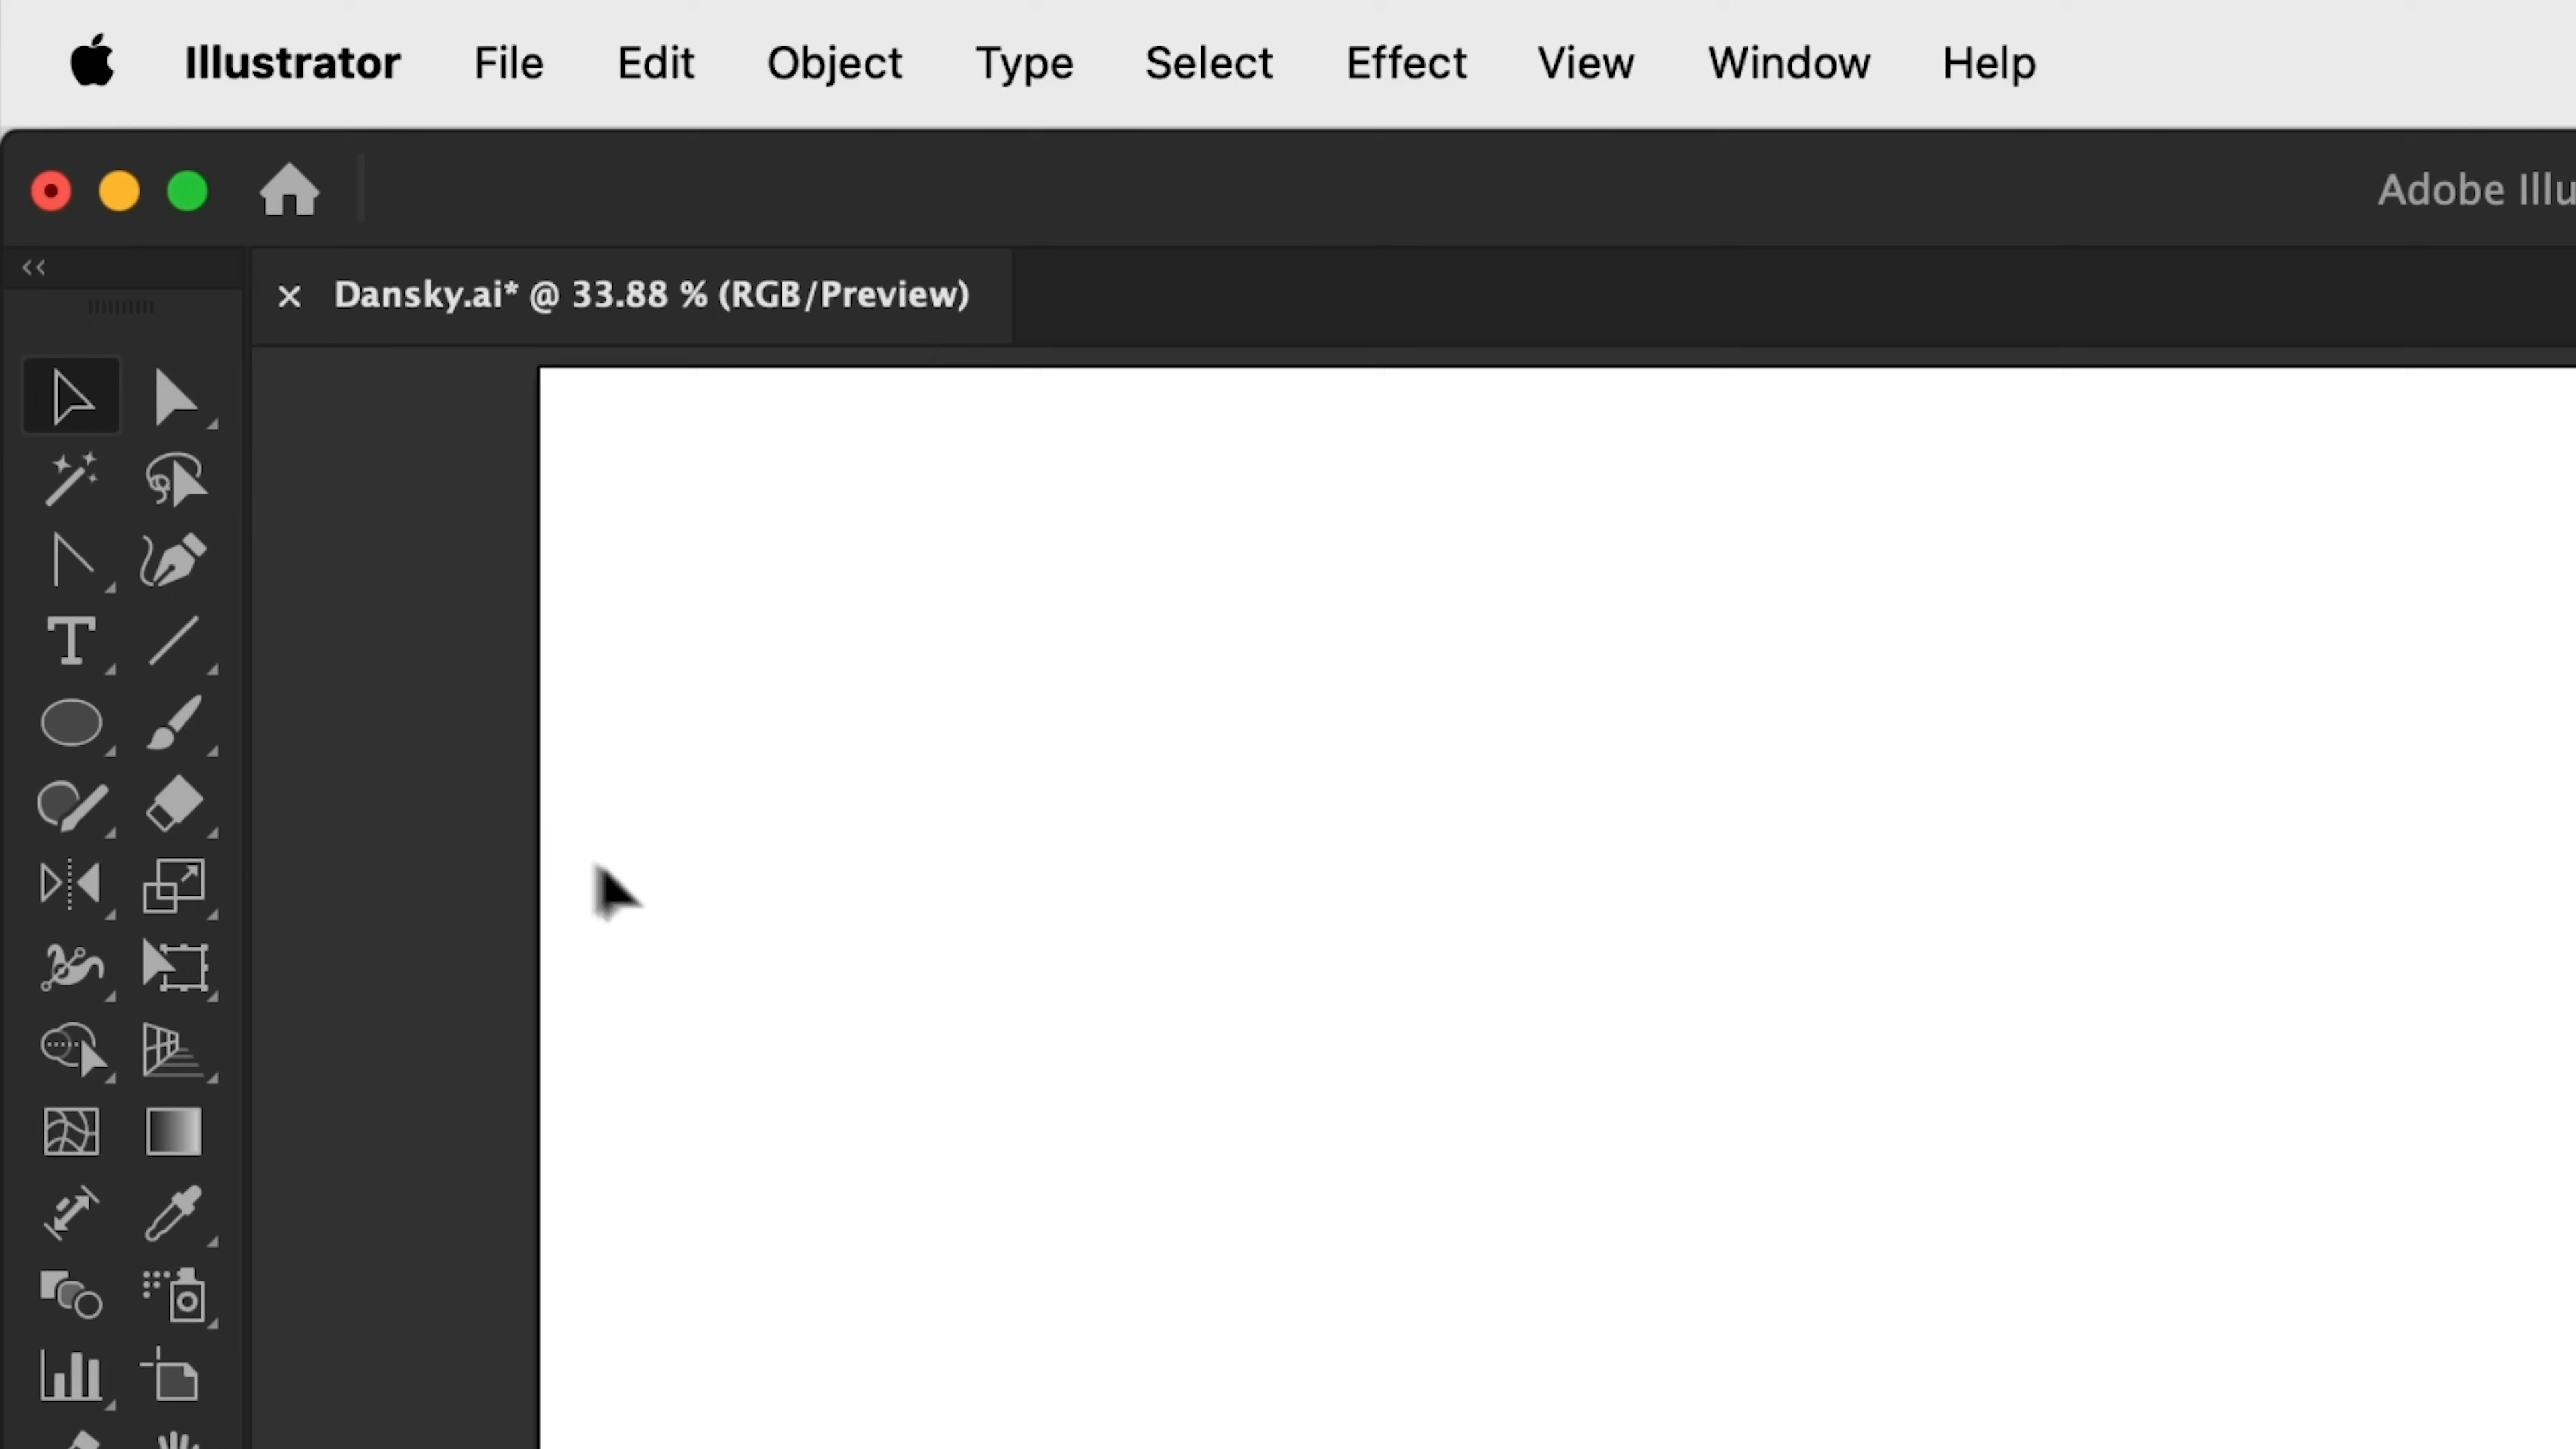 Illustrator File Edit Object Type Select Effect View Window Help
Adobe Illu
Dansky.ai* @ 33.88 % (RGB/Preview)